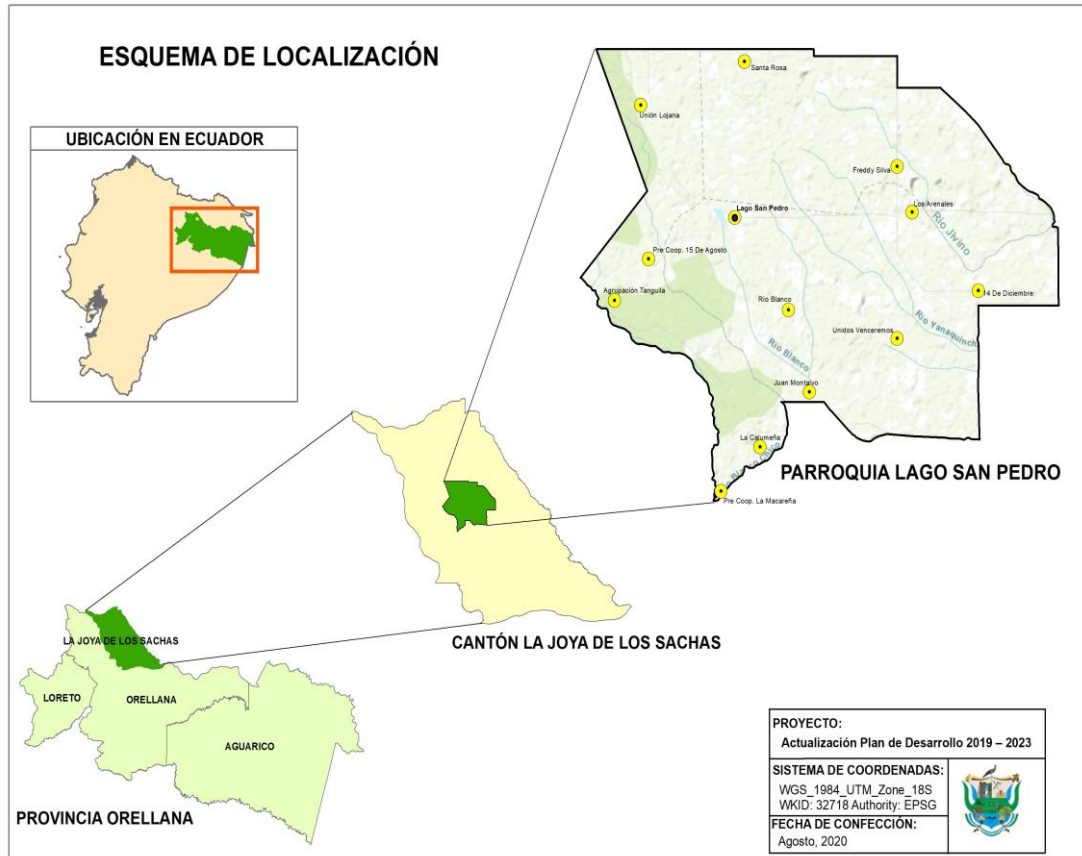 ESQUEMA DE LOCALIZACIÓN
UBICACIÓN EN ECUADOR
Santa Rosa
Unión Lojana
Freddy Silva
Lago San Pedro
Los Arenales
Río Jivino
Pre Coop. 15 De Agosto
Agrupación Tanguila
14 De Diciembre
Río Blanco
Río Yanaquinch
Unidos Venceremos
Río Blanco
Juan Montalvo
La Calumeña
Pre Coop. La Macareña
PARROQUIA LAGO SAN PEDRO
CANTÓN LA JOYA DE LOS SACHAS
LA JOYA DE LOS SACHAS
LORETO
ORELLANA
AGUARICO
PROVINCIA ORELLANA
PROYECTO:
Actualización Plan de Desarrollo 2019 – 2023
SISTEMA DE COORDENADAS:
WGS_1984_UTM_Zone_18S
WKID: 32718 Authority: EPSG
FECHA DE CONFECCIÓN:
Agosto, 2020